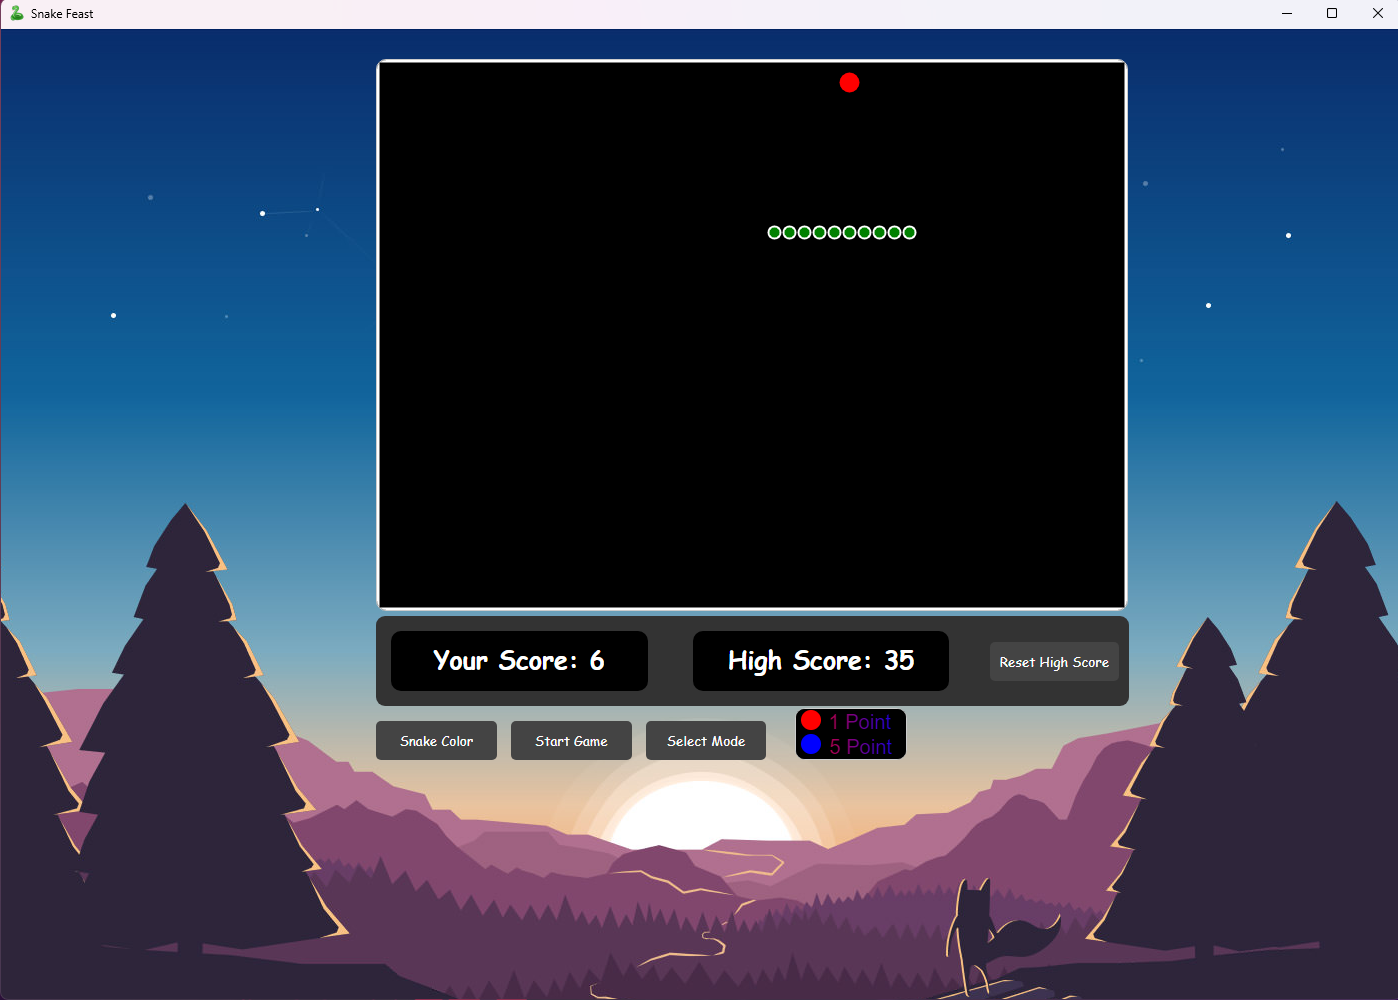 Snake Feast
Your Score: 6
High Score: 35
Reset High Score
Snake Color
Start Game
Select Mode
1 Point
5 Point